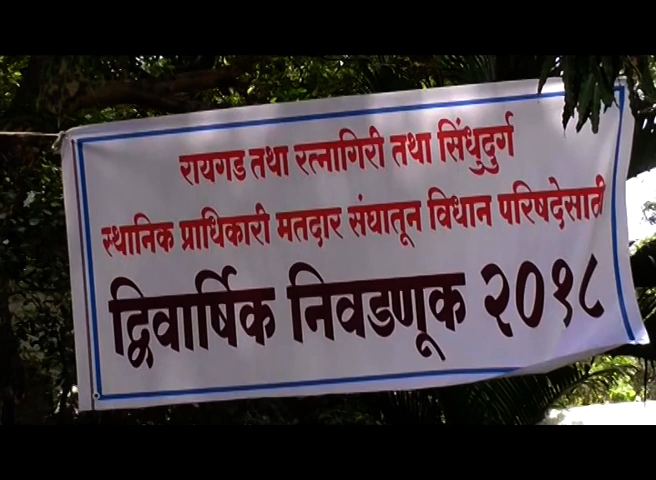 रायगड तथा रत्नागिरी तथा सिंधुदुर्ग
स्थानिक प्राधिकारी मतदार संघातून विधान परिषदेसाठी
द्विवार्षिक निवडणूक २०१८